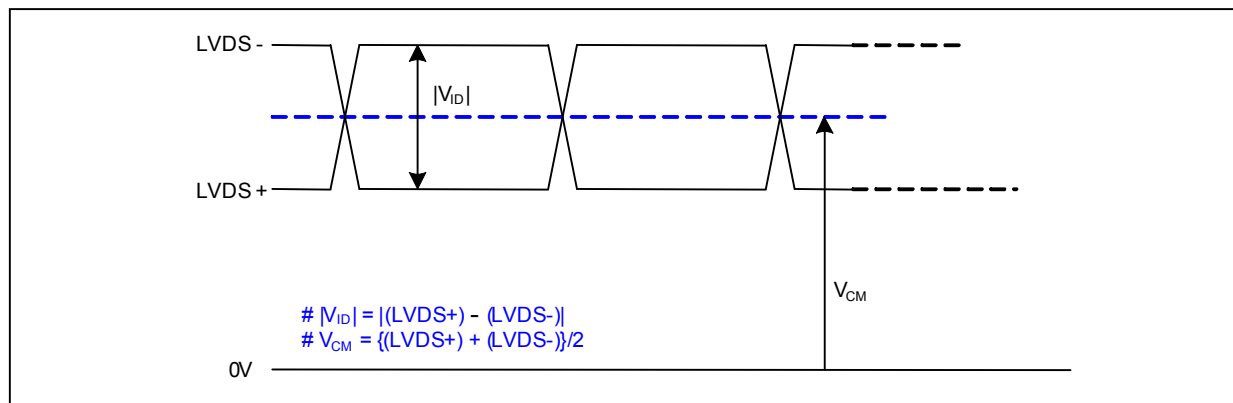 LVDS -
|VID|
LVDS +
VCM
# |VID| = |(LVDS+) - (LVDS-)|
# VCM = {(LVDS+) + (LVDS-)}/2
0V